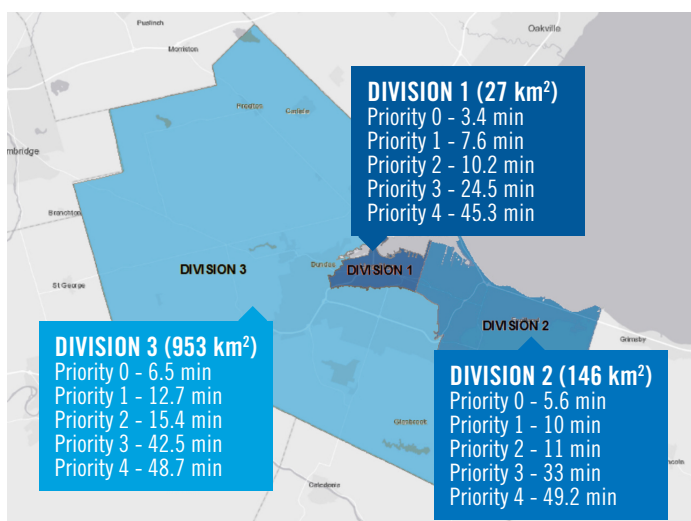 Puslinch
Morriston
Oakville
DIVISION 1 (27 km²)
Priority 0 - 3.4 min
Priority 1 - 7.6 min
Priority 2 - 10.2 min
Priority 3 - 24.5 min
Priority 4 - 45.3 min
Freelton
Carlisle
mbridge
Branchton
St George
Dundas
DIVISION 3
DIVISION 1
DIVISION 2
Grimsby
DIVISION 3 (953 km²)
Priority 0 - 6.5 min
Priority 1 - 12.7 min
Priority 2 - 15.4 min
Priority 3 - 42.5 min
Priority 4 - 48.7 min
DIVISION 2 (146 km²)
Priority 0 - 5.6 min
Priority 1 - 10 min
Priority 2 - 11 min
Priority 3 - 33 min
Priority 4 - 49.2 min
Glanbrook
Caledonia
ncoln